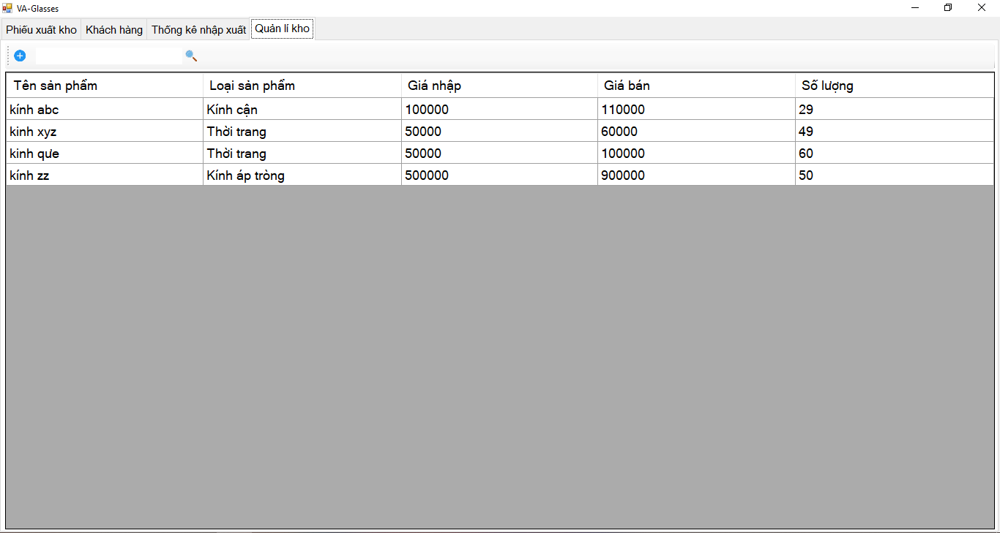 VA-Glasses
Phiếu xuất kho Khách hàng Thống kê nhập xuất Quản lí kho
Tên sản phẩm Loại sản phẩm Giá nhập Giá bán Số lượng
kính abc Kính cận 100000 110000 29
kinh xyz Thời trang 50000 60000 49
kinh qưe Thời trang 50000 100000 60
kính zz Kính áp tròng 500000 900000 50